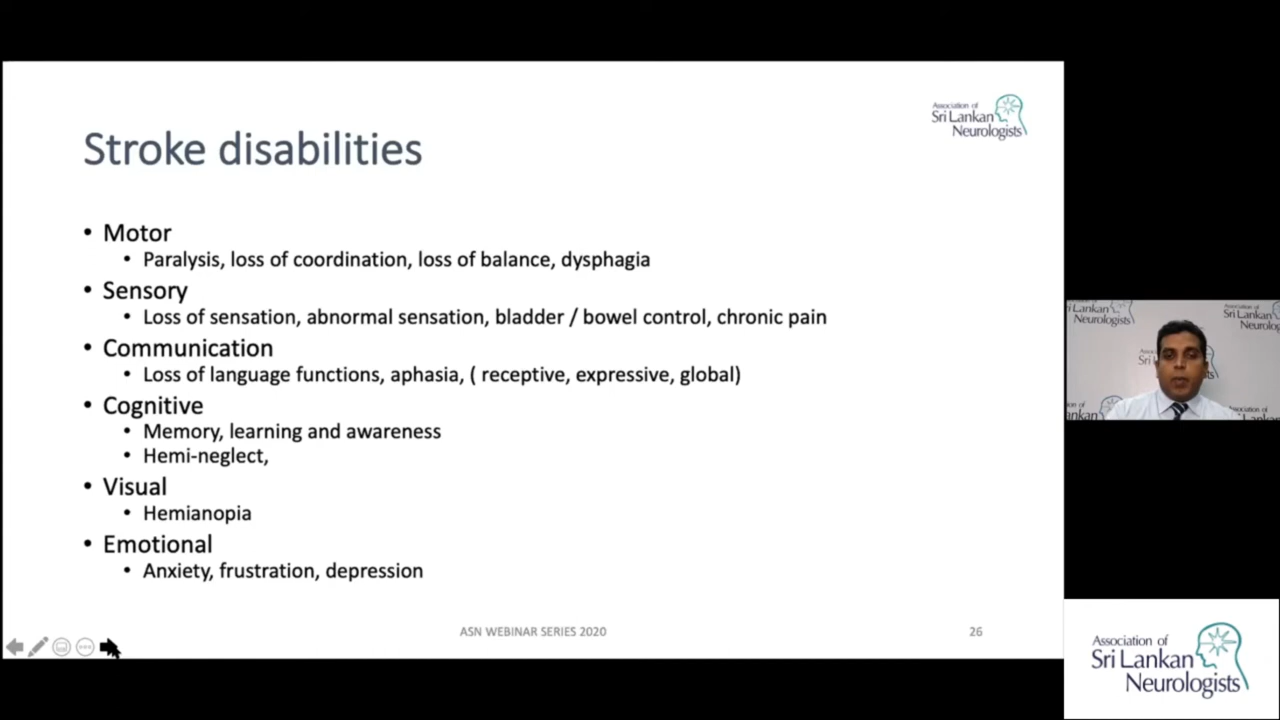 Association of
Sri Lankan
Neurologists
Stroke disabilities
• Motor
• Paralysis, loss of coordination, loss of balance, dysphagia
• Sensory
• Loss of sensation, abnormal sensation, bladder / bowel control, chronic pain
• Communication
• Loss of language functions, aphasia, ( receptive, expressive, global)
• Cognitive
• Memory, learning and awareness
• Hemi-neglect,
• Visual
• Hemianopia
• Emotional
• Anxiety, frustration, depression
ASN WEBINAR SERIES 2020
26
Sri Lankan
Neurologists
Association of
Sri Lankan
Neurologists